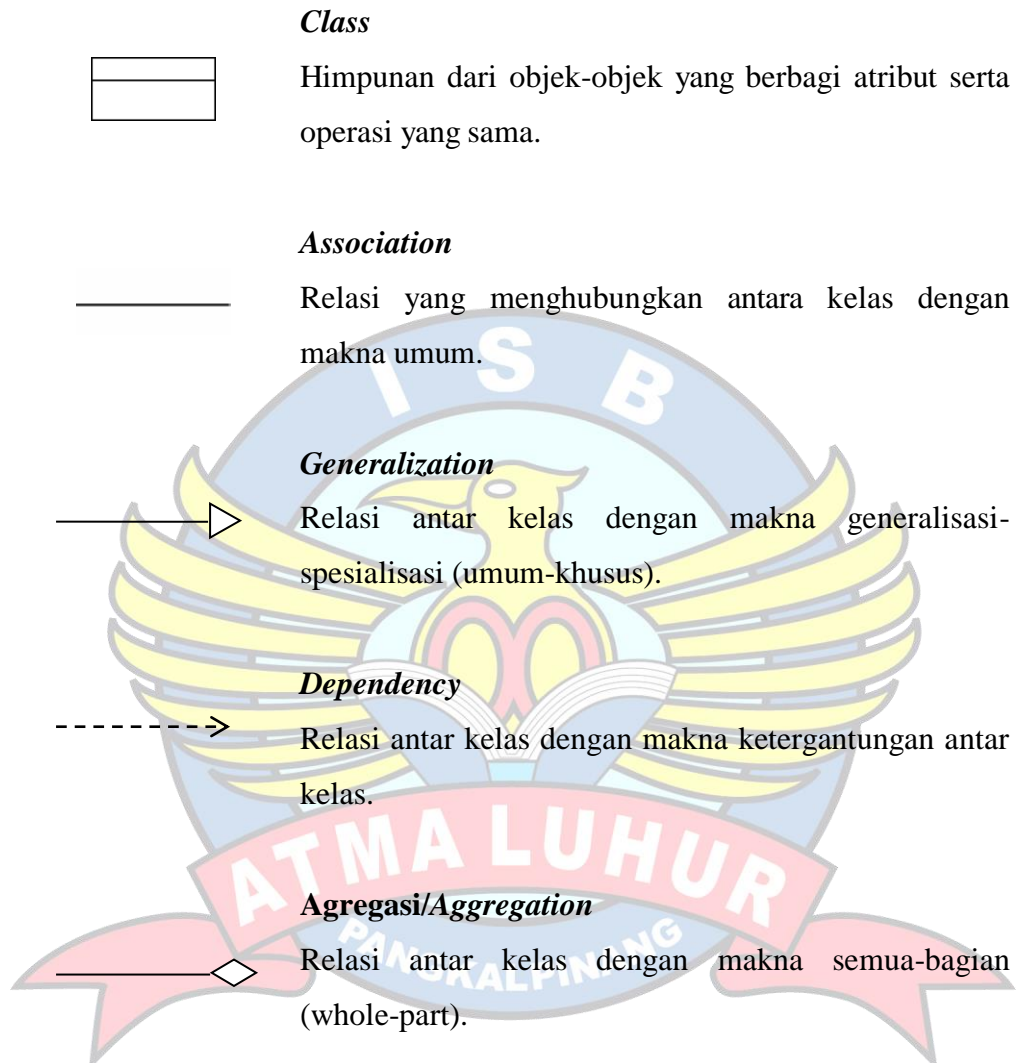 Class
Himpunan dari objek-objek yang berbagi atribut serta
operasi yang sama.
Association
Relasi yang menghubungkan antara kelas dengan
makna umum.
I S B
Generalization
Relasi antar kelas dengan makna generalisasi-
spesialisasi (umum-khusus).
Dependency
Relasi antar kelas dengan makna ketergantungan antar
kelas.
ATMA LUHUR
Agregasi/Aggregation
PANGKALPINANG
Relasi antar kelas dengan makna semua-bagian
(whole-part).